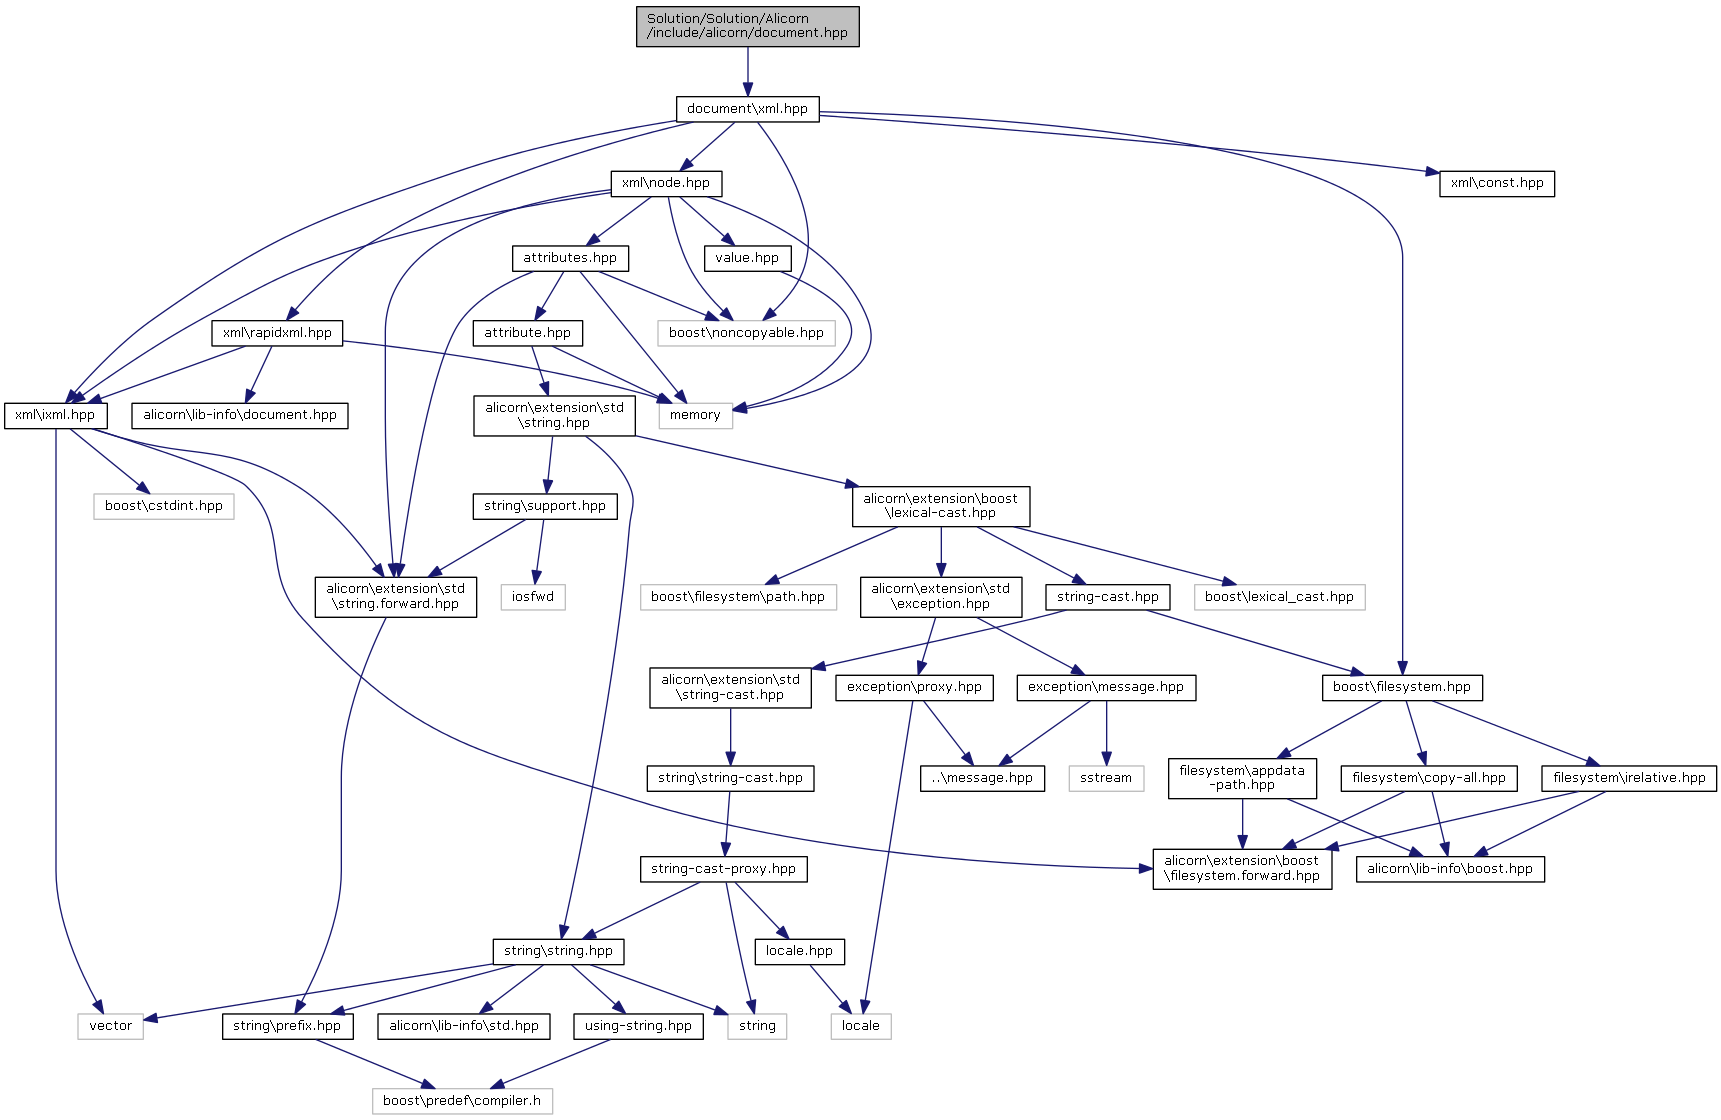 Solution/Solution/Alicorn
/include/alicorn/document.hpp
document\xml.hpp
xml\node.hpp
xml\const.hpp
attributes.hpp
value.hpp
xml\rapidxml.hpp
attribute.hpp
boost\noncopyable.hpp
xml\ixml.hpp
alicorn\lib-info\document.hpp
alicorn\extension\std
\string.hpp
memory
boost\cstdint.hpp
string\support.hpp
alicorn\extension\boost
\lexical-cast.hpp
alicorn\extension\std
\string.forward.hpp
iosfwd
boost\filesystem\path.hpp
alicorn\extension\std
\exception.hpp
string-cast.hpp
boost\lexical_cast.hpp
alicorn\extension\std
\string-cast.hpp
exception\proxy.hpp
exception\message.hpp
boost\filesystem.hpp
string\string-cast.hpp
..\message.hpp
sstream
filesystem\appdata
-path.hpp
filesystem\copy-all.hpp
filesystem\irelative.hpp
string-cast-proxy.hpp
alicorn\extension\boost
\filesystem.forward.hpp
alicorn\lib-info\boost.hpp
string\string.hpp
locale.hpp
vector
string\prefix.hpp
alicorn\lib-info\std.hpp
using-string.hpp
string
locale
boost\predef\compiler.h